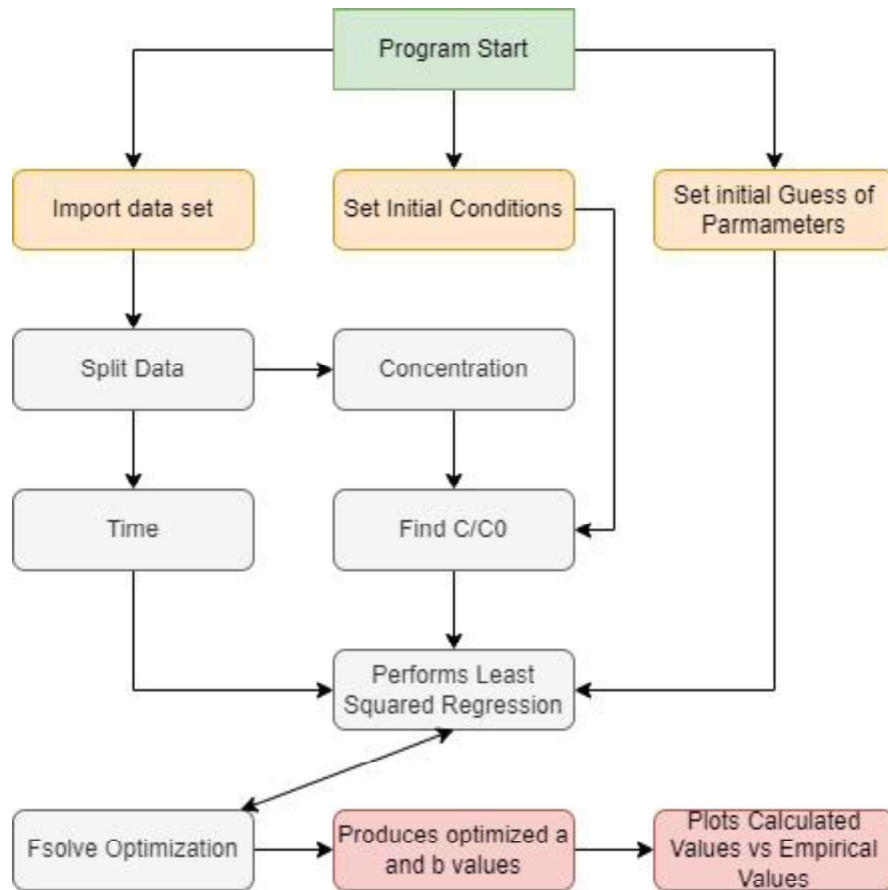 Program Start
Import data set
Set Initial Conditions
Set initial Guess of
Parmameters
Split Data
Concentration
Time
Find C/C0
Performs Least
Squared Regression
Fsolve Optimization
Produces optimized a
and b values
Plots Calculated
Values vs Empirical
Values